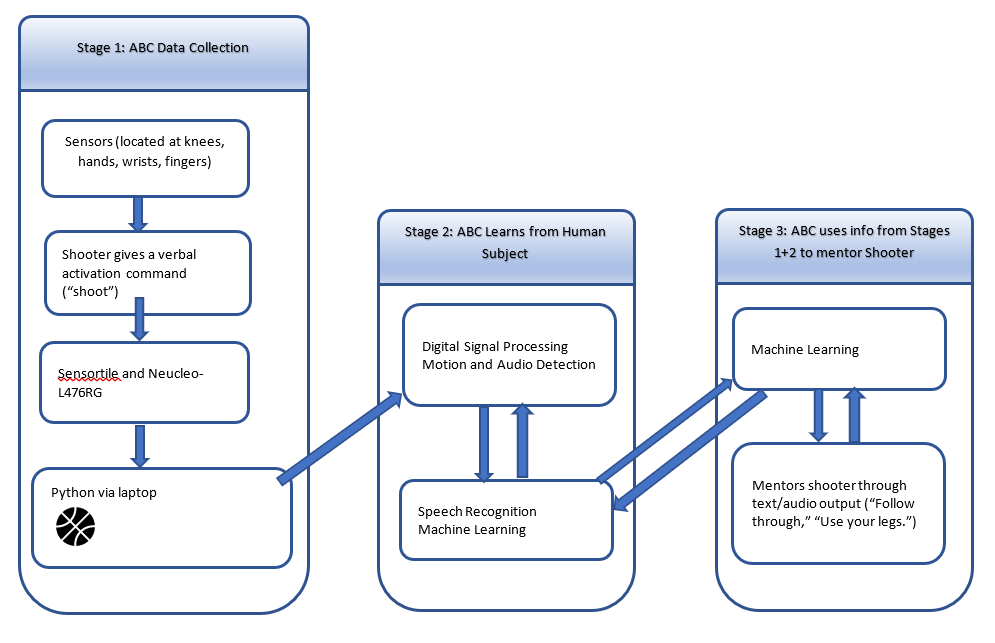 Stage 1: ABC Data Collection
Sensors (located at knees,
hands, wrists, fingers)
Shooter gives a verbal
activation command
(“shoot”)
Sensortile and Neucleo-
L476RG
Python via laptop
Stage 2: ABC Learns from Human
Subject
Digital Signal Processing
Motion and Audio Detection
Speech Recognition
Machine Learning
Stage 3: ABC uses info from Stages
1+2 to mentor Shooter
Machine Learning
Mentors shooter through
text/audio output (“Follow
through,” “Use your legs.”)